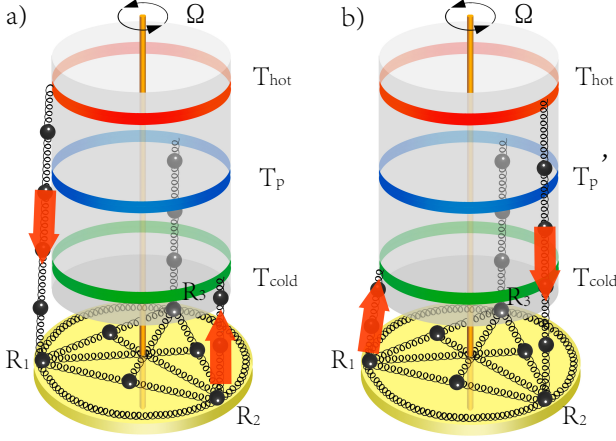 a)
Ω
T_hot
T_p
T_cold
R_3
R_1
R_2
b)
Ω
T_hot
T_p'
T_cold
R_3
R_1
R_2